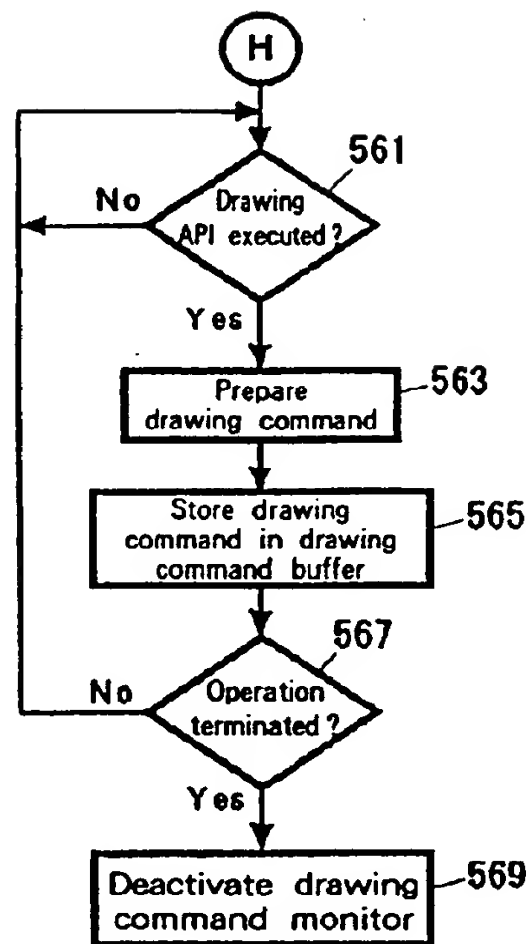 H
561
No
Drawing
API executed?
Yes
563
Prepare
drawing command
565
Store drawing
command in drawing
command buffer
567
No
Operation
terminated?
Yes
569
Deactivate drawing
command monitor